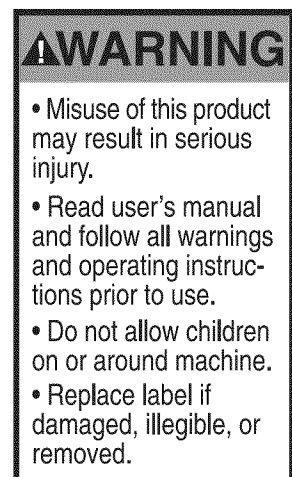 WARNING
• Misuse of this product
may result in serious
injury.
• Read user's manual
and follow all warnings
and operating instruc-
tions prior to use.
• Do not allow children
on or around machine.
• Replace label if
damaged, illegible, or
removed.